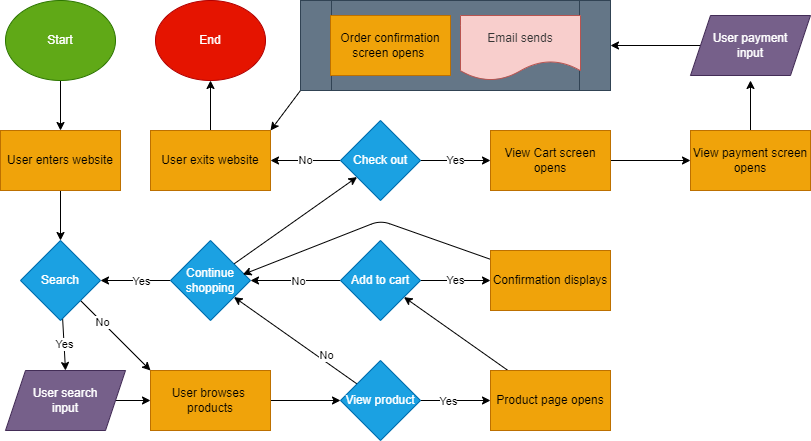 Start
End
Order confirmation
screen opens
Email sends
User payment
input
User enters website
User exits website
No
Check out
Yes
View Cart screen
opens
View payment screen
opens
Search
Yes
Continue
shopping
No
Add to cart
Yes
Confirmation displays
No
Yes
No
User search
input
User browses
products
View product
Yes
Product page opens